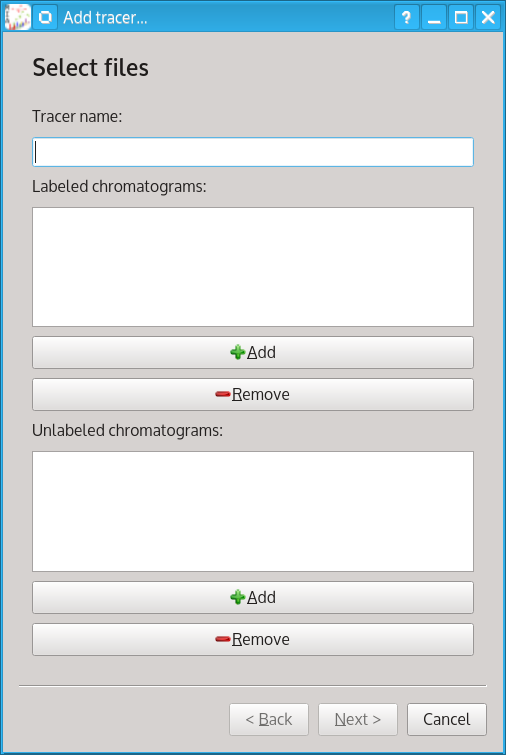 Add tracer...
Select files
Tracer name:
Labeled chromatograms:
Add
Remove
Unlabeled chromatograms:
Add
Remove
< Back Next > Cancel